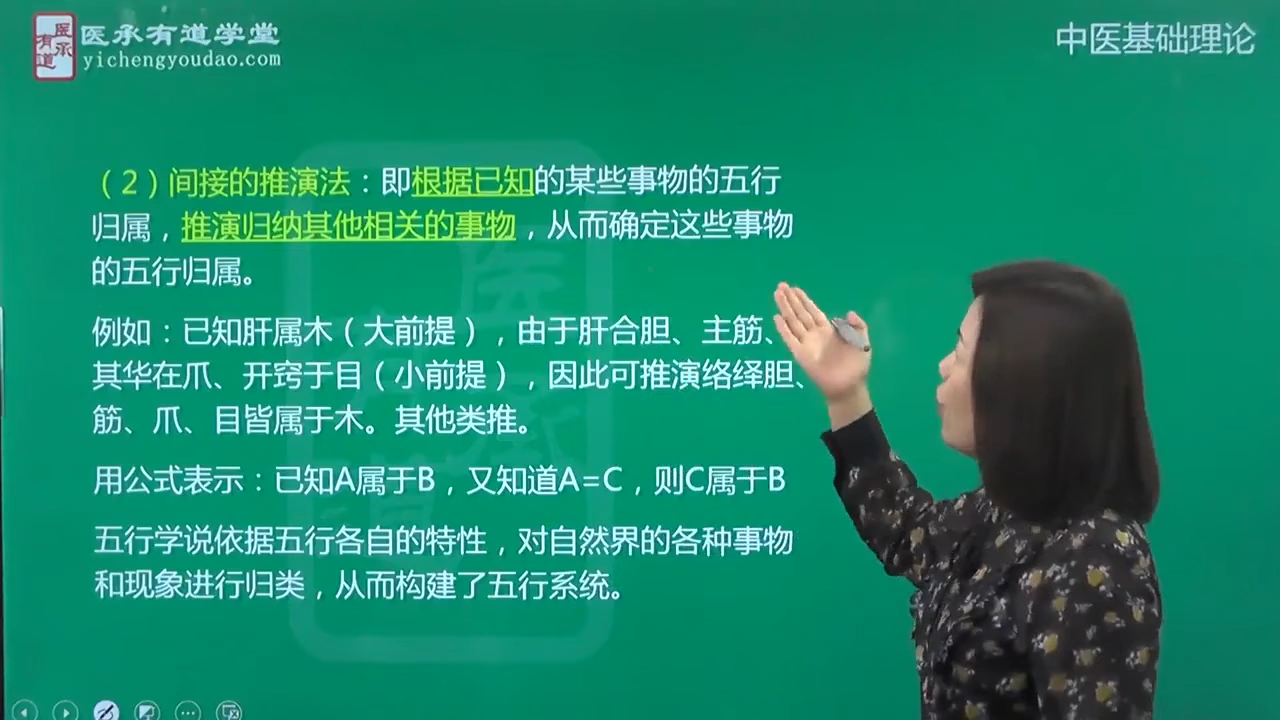 医承有道
医承有道学堂
yichengyoudao.com
中医基础理论
（2）间接的推演法：即根据已知的某些事物的五行
归属，推演归纳其他相关的事物，从而确定这些事物
的五行归属。
例如：已知肝属木（大前提），由于肝合胆、主筋、
其华在爪、开窍于目（小前提），因此可推演络绎胆、
筋、爪、目皆属于木。其他类推。
用公式表示：已知A属于B，又知道A=C，则C属于B
五行学说依据五行各自的特性，对自然界的各种事物
和现象进行归类，从而构建了五行系统。
医承有道